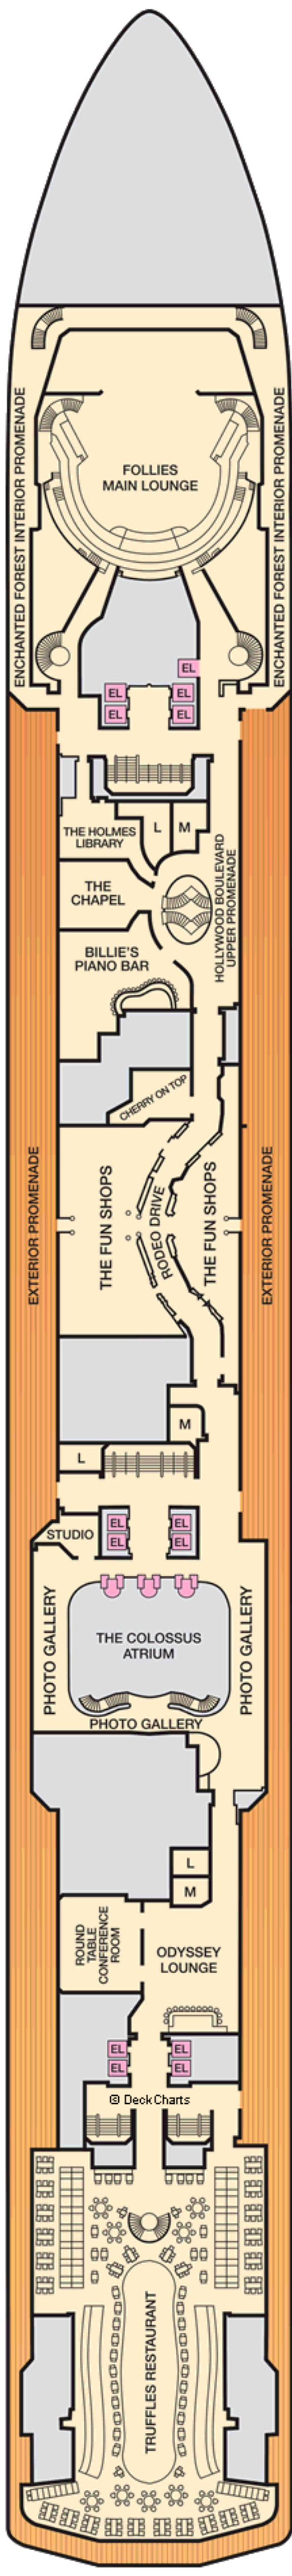 ENCHANTED FOREST INTERIOR PROMENADE
ENCHANTED FOREST INTERIOR PROMENADE
FOLLIES
MAIN LOUNGE
EL
EL
EL
EL
EL
THE HOLMES
LIBRARY
L
M
THE
CHAPEL
HOLLYWOOD BOULEVARD
UPPER PROMENADE
BILLIE'S
PIANO BAR
CHERRY ON TOP
EXTERIOR PROMENADE
THE FUN SHOPS
RODEO DRIVE
THE FUN SHOPS
EXTERIOR PROMENADE
M
L
EL
EL
EL
EL
STUDIO
PHOTO GALLERY
THE COLOSSUS
ATRIUM
PHOTO GALLERY
PHOTO GALLERY
L
M
ROUND
TABLE
CONFERENCE
ROOM
ODYSSEY
LOUNGE
EL
EL
EL
EL
© DeckCharts
TRUFFLES RESTAURANT